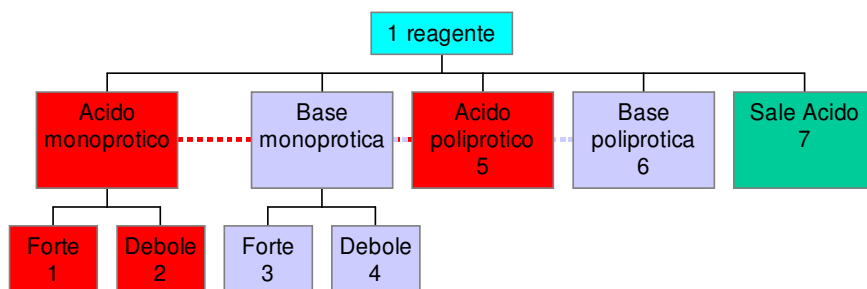 1 reagente
Acido
monoprotico
Base
monoprotica
Acido
poliprotico
5
Base
poliprotica
6
Sale Acido
7
Forte
1
Debole
2
Forte
3
Debole
4